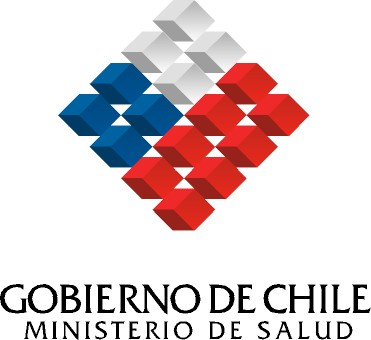 GOBIERNO DE CHILE
MINISTERIO DE SALUD